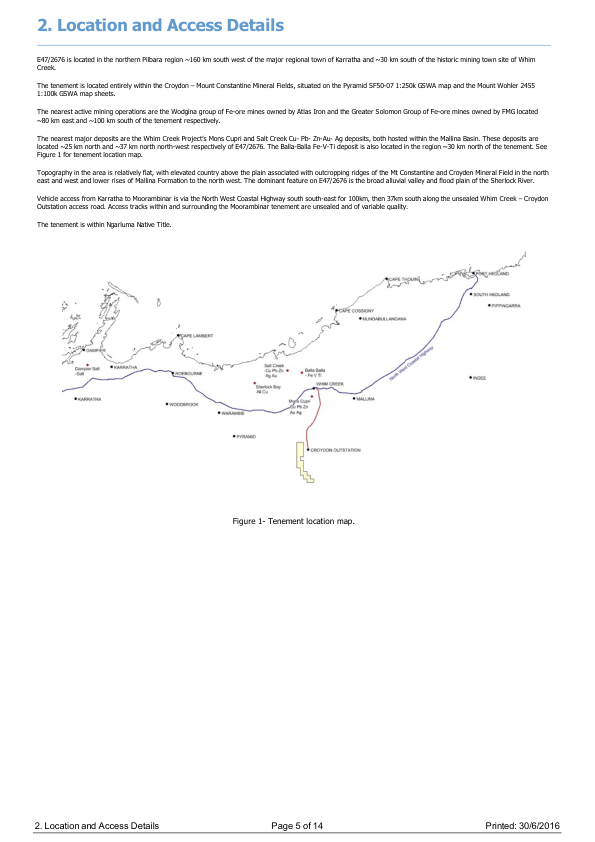 2. Location and Access Details
E47/2676 is located in the northern Pilbara region ~160 km south west of the major regional town of Karratha and ~30 km south of the historic mining town site of Whim
Creek.
The tenement is located entirely within the Croydon – Mount Constantine Mineral Fields, situated on the Pyramid SF50-07 1:250k GSWA map and the Mount Wohler 2455
1:100k GSWA map sheets.
The nearest active mining operations are the Wodgina group of Fe-ore mines owned by Atlas Iron and the Greater Solomon Group of Fe-ore mines owned by FMG located
~80 km east and ~100 km south of the tenement respectively.
The nearest major deposits are the Whim Creek Project's Mons Cupri and Salt Creek Cu- Pb- Zn-Au- Ag deposits, both hosted within the Mallina Basin. These deposits are
located ~25 km north and ~37 km north north-west respectively of E47/2676. The Balla-Balla Fe-V-Ti deposit is also located in the region ~30 km north of the tenement. See
Figure 1 for tenement location map.
Topography in the area is relatively flat, with elevated country above the plain associated with outcropping ridges of the Mt Constantine and Croyden Mineral Field in the north
east and west and lower rises of Mallina Formation to the north west. The dominant feature on E47/2676 is the broad alluvial valley and flood plain of the Sherlock River.
Vehicle access from Karratha to Moorambinar is via the North West Coastal Highway south south-east for 100km, then 37km south along the unsealed Whim Creek – Croydon
Outstation access road. Access tracks within and surrounding the Moorambinar tenement are unsealed and of variable quality.
The tenement is within Ngarluma Native Title.
PORT HEDLAND
CAPE THOUIN
SOUTH HEDLAND
PIPPINGARRA
CAPE COSSIGNY
MUNDABULLANGANA
CAPE LAMBERT
DAMPIER
Dampier Salt
-Salt
KARRATHA
ROEBOURNE
Salt Creek
-Cu Pb Zn
Ag Au
Balla Balla
- Fe V Ti
North West Coastal Highway
INDEE
Sherlock Bay
-Ni Cu
WHIM CREEK
KARRATHA
WOODBROOK
Mons Cupri
Cu Pb Zn
Au Ag
MALLINA
WARAMBIE
PYRAMID
CROYDON OUTSTATION
Figure 1- Tenement location map.
2. Location and Access Details
Page 5 of 14
Printed: 30/6/2016